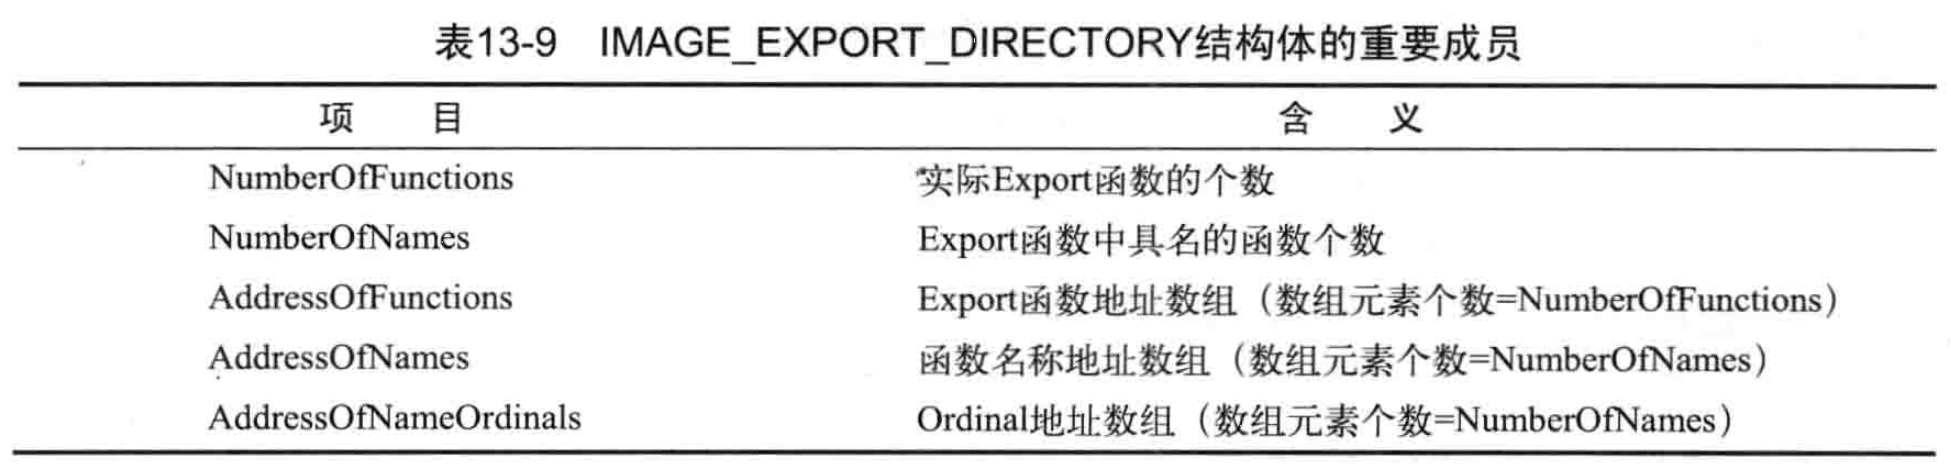 表13-9 IMAGE_EXPORT_DIRECTORY结构体的重要成员
项 目 含 义
NumberOfFunctions 实际Export函数的个数
NumberOfNames Export函数中具名的函数个数
AddressOfFunctions Export函数地址数组（数组元素个数=NumberOfFunctions）
AddressOfNames 函数名称地址数组（数组元素个数=NumberOfNames）
AddressOfNameOrdinals Ordinal地址数组（数组元素个数=NumberOfNames）